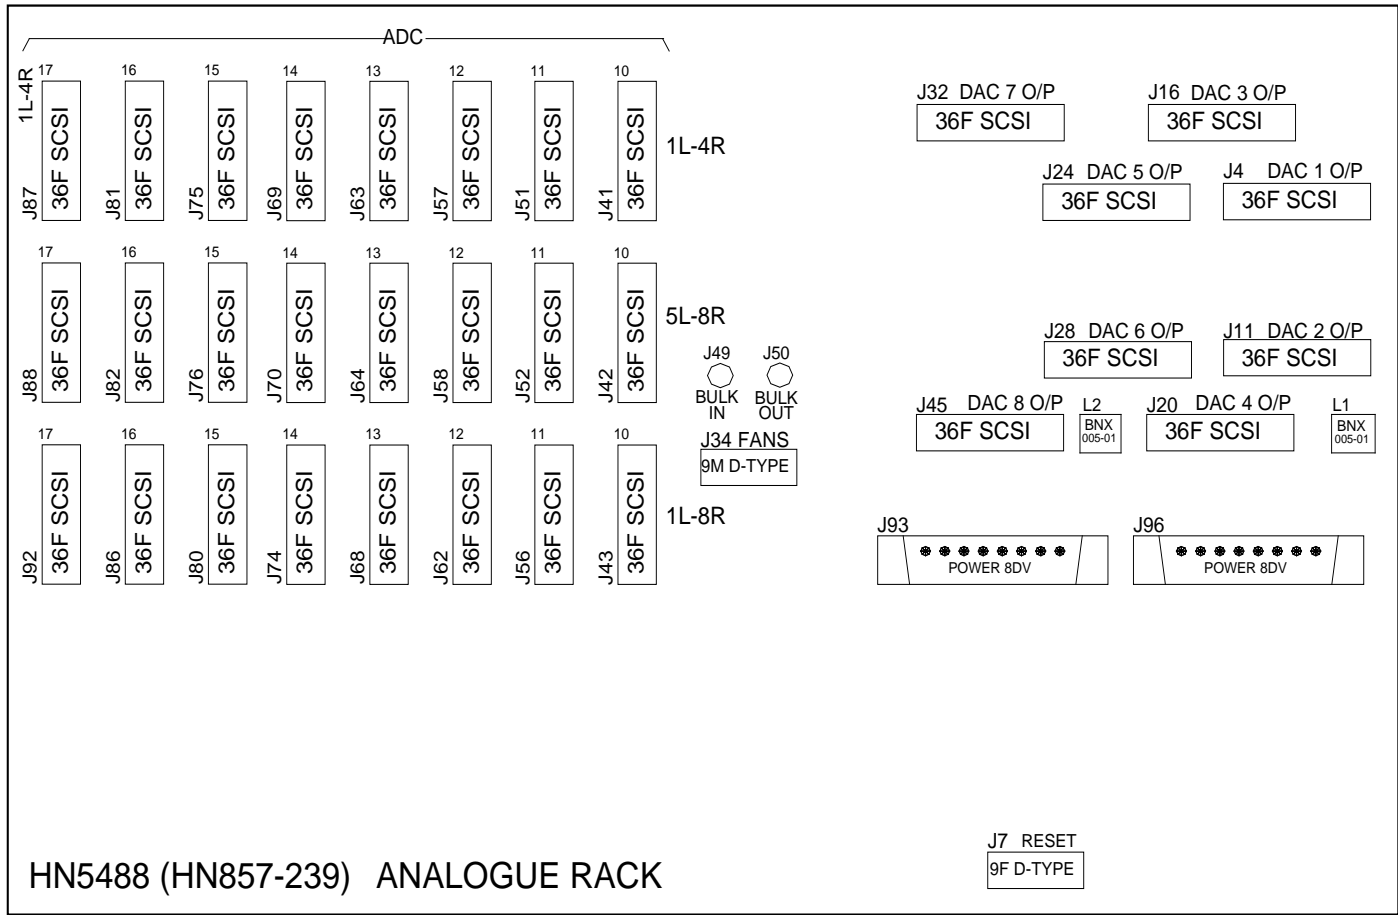 ADC
1L-4R
17 16 15 14 13 12 11 10
J87 36F SCSI J81 36F SCSI J75 36F SCSI J69 36F SCSI J63 36F SCSI J57 36F SCSI J51 36F SCSI J41 36F SCSI
1L-4R
17 16 15 14 13 12 11 10
J88 36F SCSI J82 36F SCSI J76 36F SCSI J70 36F SCSI J64 36F SCSI J58 36F SCSI J52 36F SCSI J42 36F SCSI
5L-8R
17 16 15 14 13 12 11 10
J92 36F SCSI J86 36F SCSI J80 36F SCSI J74 36F SCSI J68 36F SCSI J62 36F SCSI J56 36F SCSI J43 36F SCSI
1L-8R
J49
BULK
IN
J50
BULK
OUT
J34 FANS
9M D-TYPE
J32 DAC 7 O/P
36F SCSI
J16 DAC 3 O/P
36F SCSI
J24 DAC 5 O/P
36F SCSI
J4 DAC 1 O/P
36F SCSI
J28 DAC 6 O/P
36F SCSI
J11 DAC 2 O/P
36F SCSI
J45 DAC 8 O/P
36F SCSI
L2
BNX
005-01
J20 DAC 4 O/P
36F SCSI
L1
BNX
005-01
J93
POWER 8DV
J96
POWER 8DV
J7 RESET
9F D-TYPE
HN5488 (HN857-239) ANALOGUE RACK